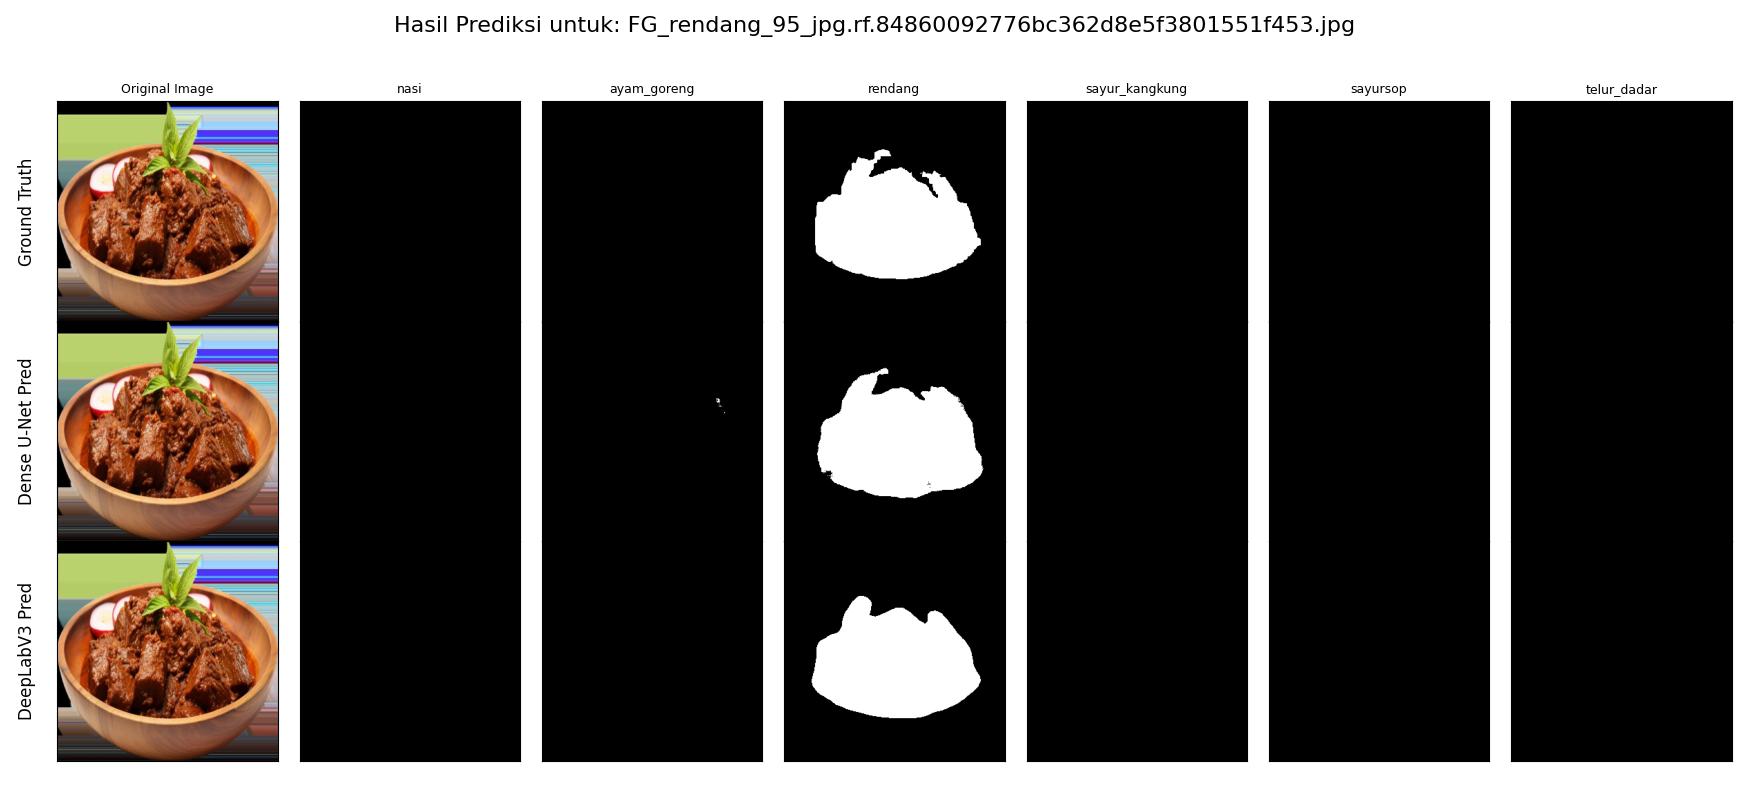 Hasil Prediksi untuk: FG_rendang_95_jpg.rf.84860092776bc362d8e5f3801551f453.jpg
Original Image nasi ayam_goreng rendang sayur_kangkung sayursop telur_dadar
Ground Truth
Dense U-Net Pred
DeepLabV3 Pred